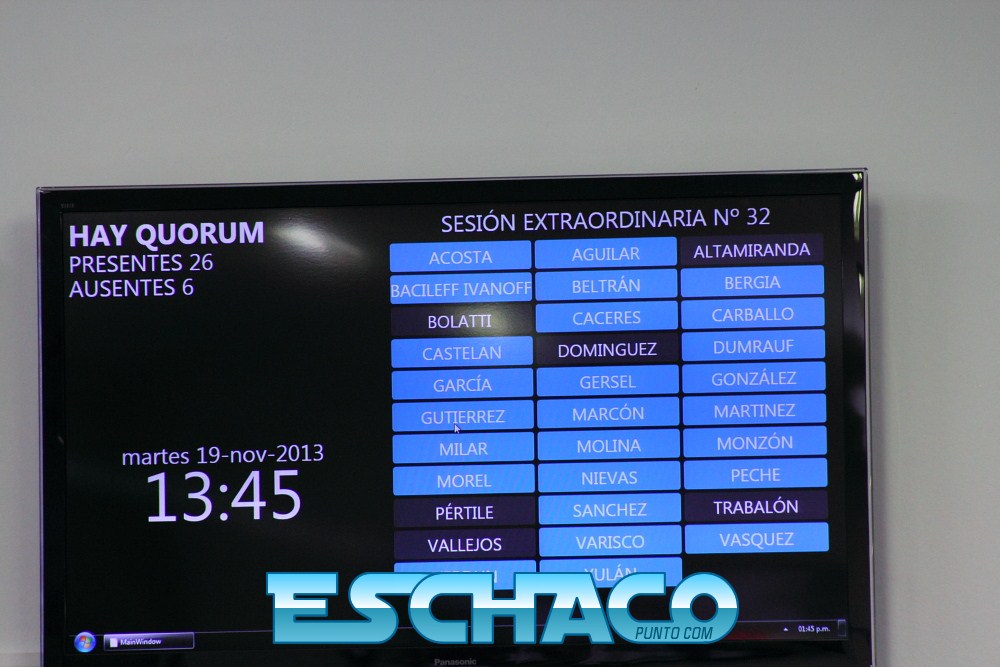 HAY QUORUM
PRESENTES 26
AUSENTES 6
martes 19-nov-2013
13:45
SESIÓN EXTRAORDINARIA Nº 32
ACOSTA AGUILAR ALTAMIRANDA
BACILEFF IVANOFF BELTRÁN BERGIA
BOLATTI CACERES CARBALLO
CASTELAN DOMINGUEZ DUMRAUF
GARCÍA GERSEL GONZÁLEZ
GUTIERREZ MARCÓN MARTINEZ
MILAR MOLINA MONZÓN
MOREL NIEVAS PECHE
PÉRTILE SANCHEZ TRABALÓN
VALLEJOS VARISCO VASQUEZ
YULÁN
ESCHACO
PUNTO COM
MainWindow
01:45 p.m.
Panasonic